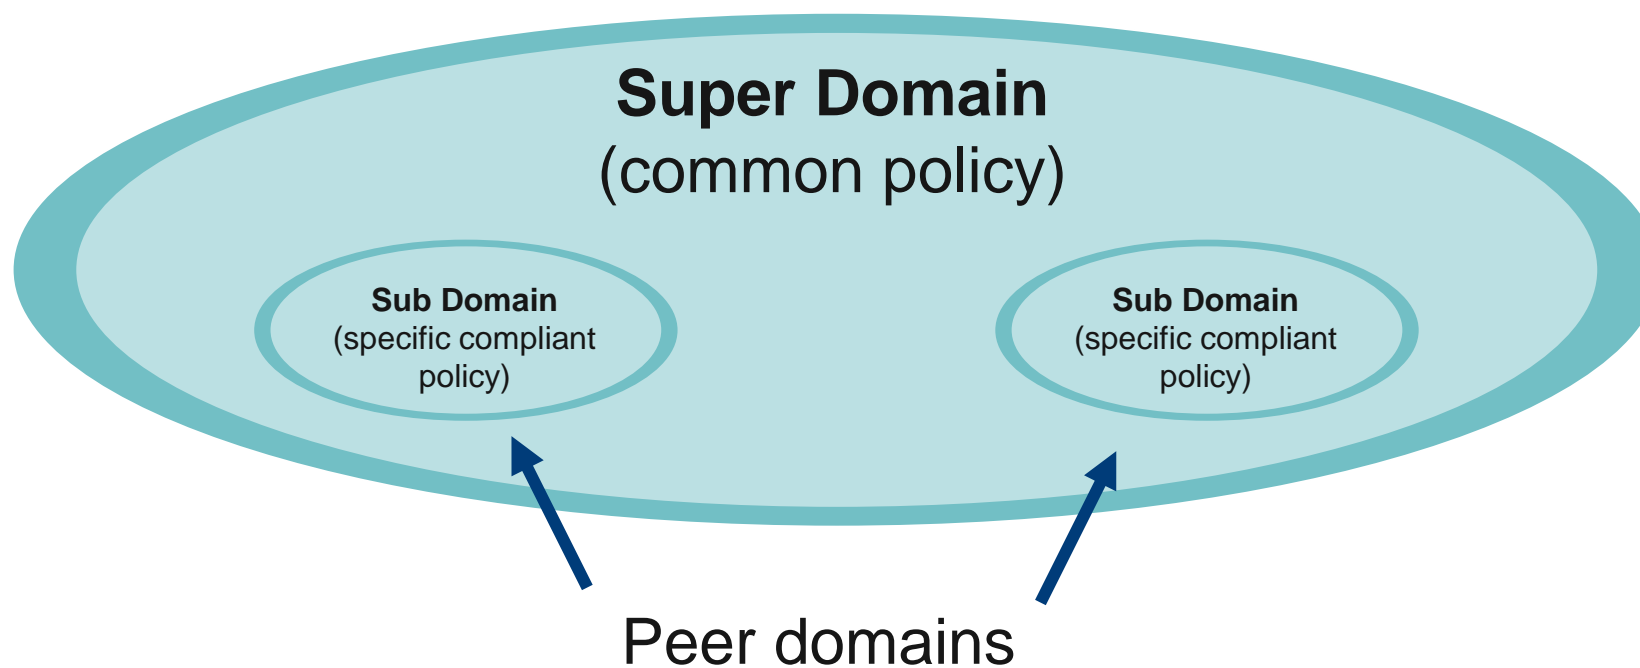 Super Domain
(common policy)
Sub Domain
(specific compliant
policy)
Sub Domain
(specific compliant
policy)
Peer domains